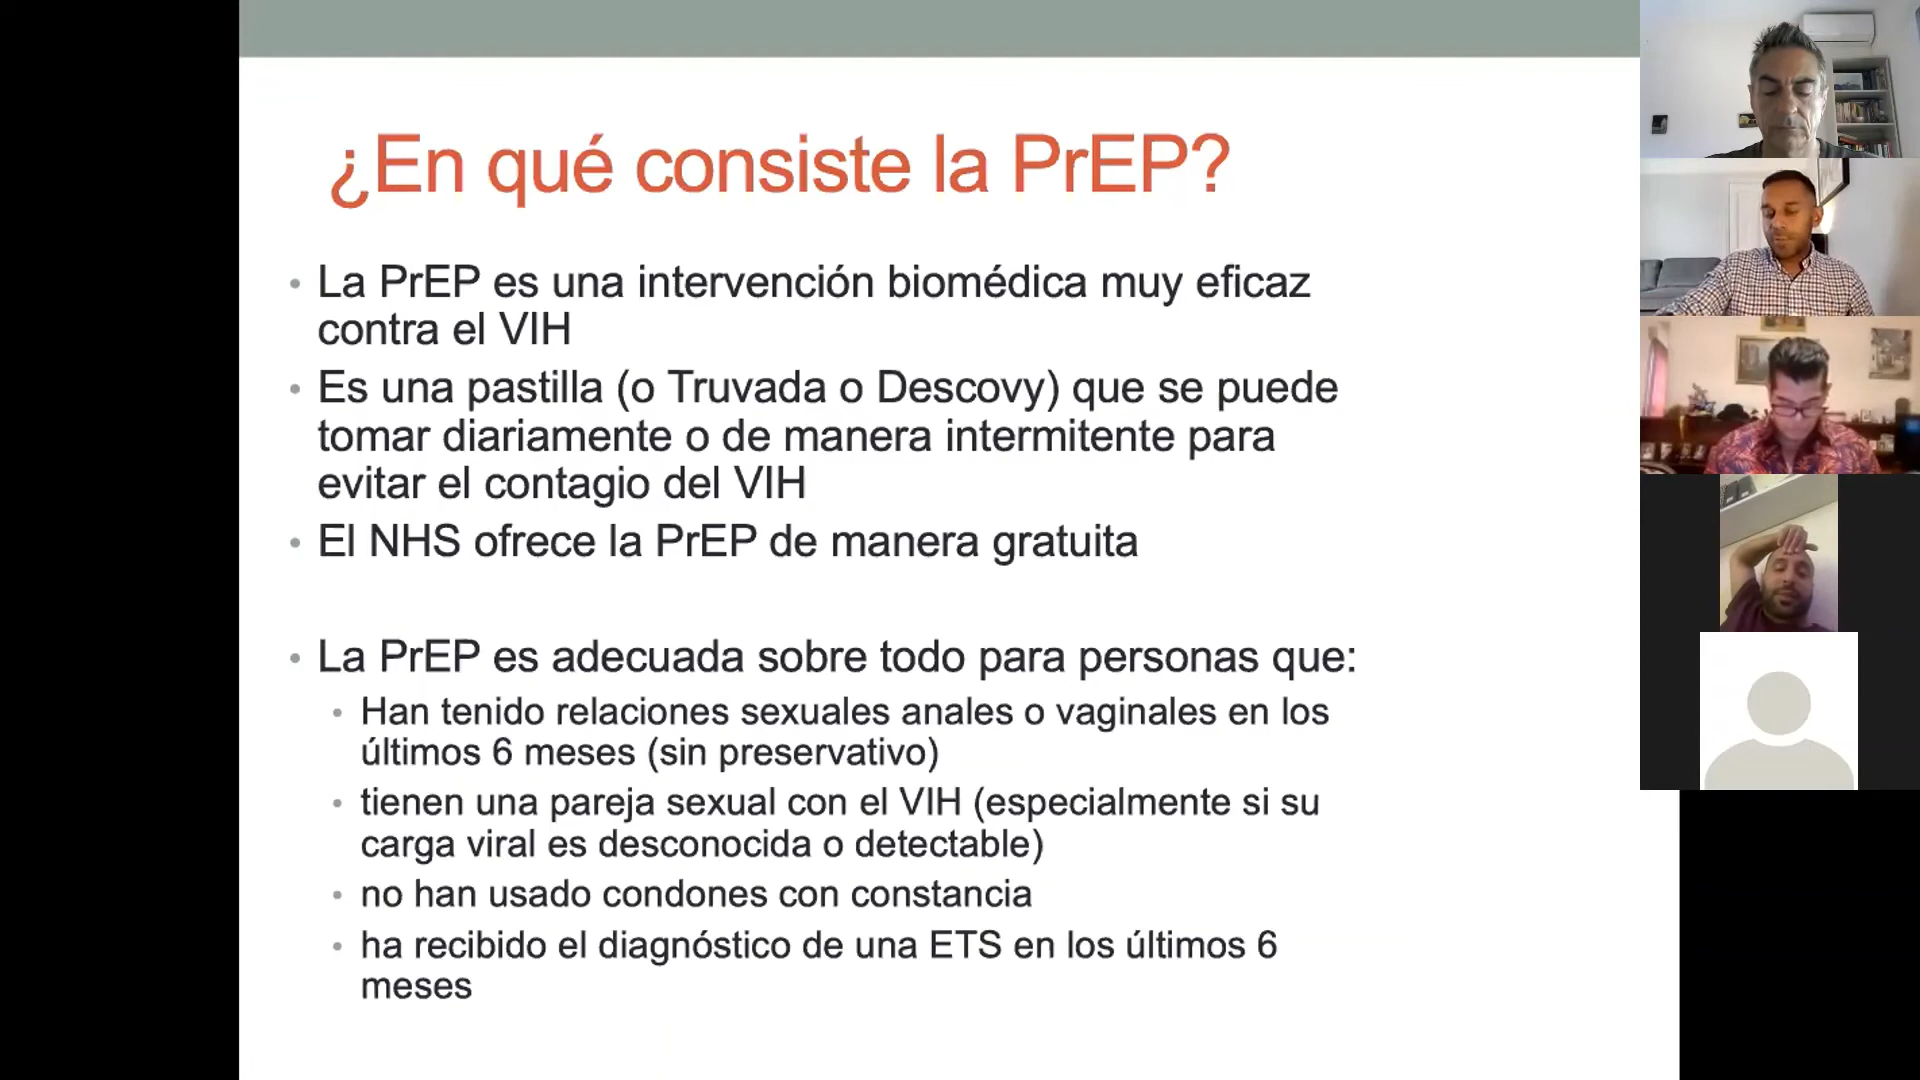 ¿En qué consiste la PrEP?
• La PrEP es una intervención biomédica muy eficaz
contra el VIH
• Es una pastilla (o Truvada o Descovy) que se puede
tomar diariamente o de manera intermitente para
evitar el contagio del VIH
• El NHS ofrece la PrEP de manera gratuita
• La PrEP es adecuada sobre todo para personas que:
• Han tenido relaciones sexuales anales o vaginales en los
últimos 6 meses (sin preservativo)
• tienen una pareja sexual con el VIH (especialmente si su
carga viral es desconocida o detectable)
• no han usado condones con constancia
• ha recibido el diagnóstico de una ETS en los últimos 6
meses